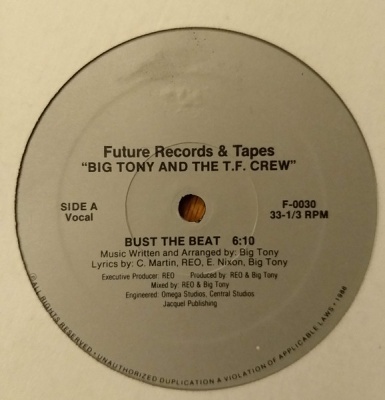 Future Records & Tapes
"BIG TONY AND THE T.F. CREW"
SIDE A
Vocal
F-0030
33-1/3 RPM
BUST THE BEAT 6:10
Music Written and Arranged by: Big Tony
Lyrics by: C. Martin, REO, E. Nixon, Big Tony
Executive Producer: REO Produced by: REO & Big Tony
Mixed by: REO & Big Tony
Engineered: Omega Studios, Central Studios
Jacquel Publishing
℗ALL RIGHTS RESERVED - UNAUTHORIZED DUPLICATION & VIOLATION OF APPLICABLE LAWS - 1988